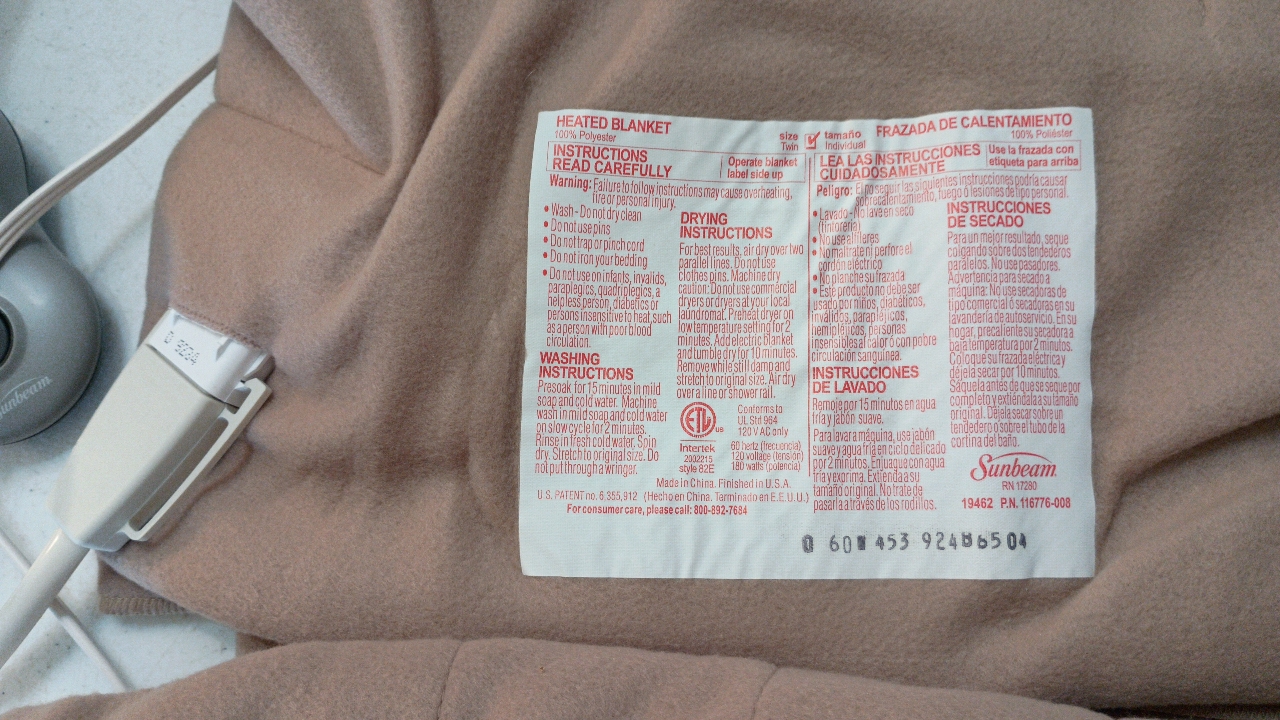 HEATED BLANKET
100% Polyester
size
Twin
tamaño
Individual
FRAZADA DE CALENTAMIENTO
100% Poliéster
INSTRUCTIONS
READ CAREFULLY
Operate blanket
label side up
Warning: Failure to follow instructions may cause overheating,
fire or personal injury.
• Wash - Do not dry clean
• Do not use pins
• Do not trap or pinch cord
• Do not iron your bedding
• Do not use on infants, invalids,
paraplegics, quadriplegics, a
helpless person, diabetics or
persons insensitive to heat, such
as a person with poor blood
circulation.
WASHING
INSTRUCTIONS
Presoak for 15 minutes in mild
soap and cold water. Machine
wash in mild soap and cold water
on slow cycle for 2 minutes.
Rinse in fresh cold water. Spin
dry. Stretch to original size. Do
not put through a wringer.
DRYING
INSTRUCTIONS
For best results, air dry over two
parallel lines. Do not use
clothes pins. Machine dry
caution: Do not use commercial
dryers or dryers at your local
laundromat. Preheat dryer on
low temperature setting for 2
minutes. Add electric blanket
and tumble dry for 10 minutes.
Remove while still damp and
stretch to original size. Air dry
over a line or shower rail.
ETL
US
Intertek
2002215
style 82E
Conforms to
UL Std 964
120 V AC only
60 hertz (frecuencia)
120 voltage (tension)
180 watts (potencia)
Made in China. Finished in U.S.A.
U.S. PATENT no. 6,355,912 (Hecho en China. Terminado en E.E.U.U.)
For consumer care, please call: 800-892-7684
LEA LAS INSTRUCCIONES
CUIDADOSAMENTE
Use la frazada con
etiqueta para arriba
Peligro: El no seguir las siguientes instrucciones podría causar
sobrecalentamiento, fuego o lesiones de tipo personal.
• Lavado - No lave en seco
(tintorería)
• No use alfileres
• No maltrate ni perfore el
cordón eléctrico
• No planche su frazada
• Este producto no debe ser
usado por niños, diabéticos,
inválidos, parapléjicos,
hemipléjicos, personas
insensibles al calor ó con pobre
circulación sanguínea.
INSTRUCCIONES
DE LAVADO
Remoje por 15 minutos en agua
fría y jabón suave.
Para lavar a máquina, use jabón
suave y agua fría en ciclo delicado
por 2 minutos. Enjuague con agua
fría y exprima. Extienda a su
tamaño original. No trate de
pasarla a través de los rodillos.
INSTRUCCIONES
DE SECADO
Para un mejor resultado, seque
colgando sobre dos tendederos
paralelos. No use pasadores.
Advertencia para secado a
máquina: No use secadoras de
tipo comercial ó secadoras en su
lavandería de autoservicio. En su
hogar, precaliente su secadora a
baja temperatura por 2 minutos.
Coloque su frazada eléctrica y
déjela secar por 10 minutos.
Sáquela antes de que se seque por
completo y extiéndala a su tamaño
original. Déjela secar sobre un
tendedero o sobre el tubo de la
cortina del baño.
Sunbeam
RN 17280
19462 P.N. 116776-008
453
Sunbeam